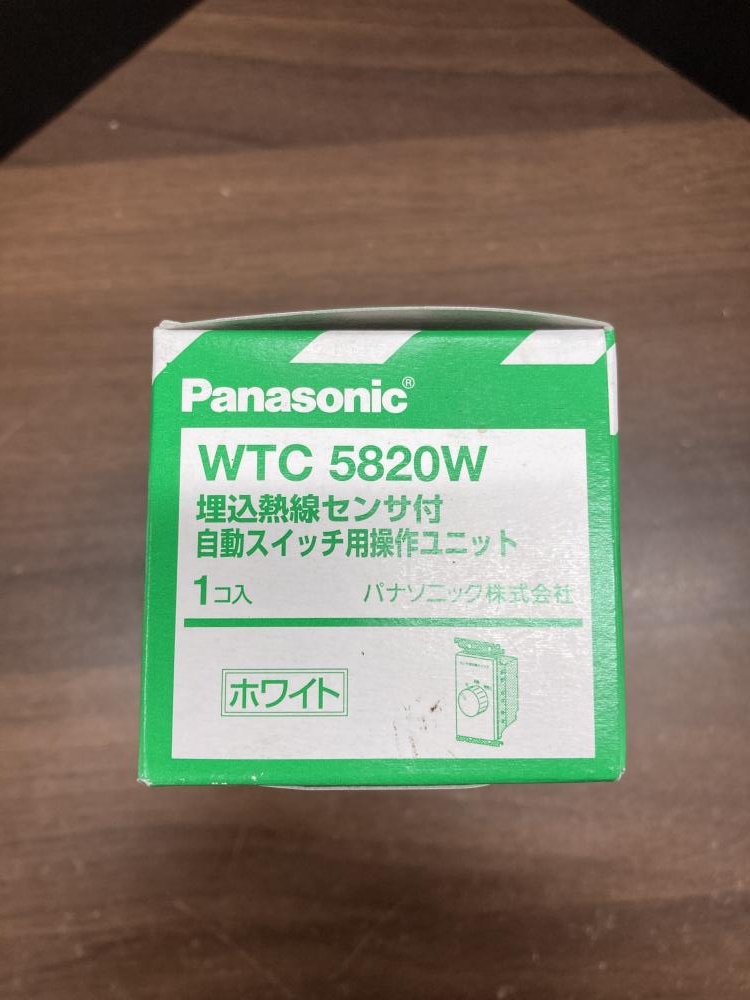 Panasonic®
WTC 5820W
埋込熱線センサ付
自動スイッチ用操作ユニット
1コ入 パナソニック株式会社
ホワイト